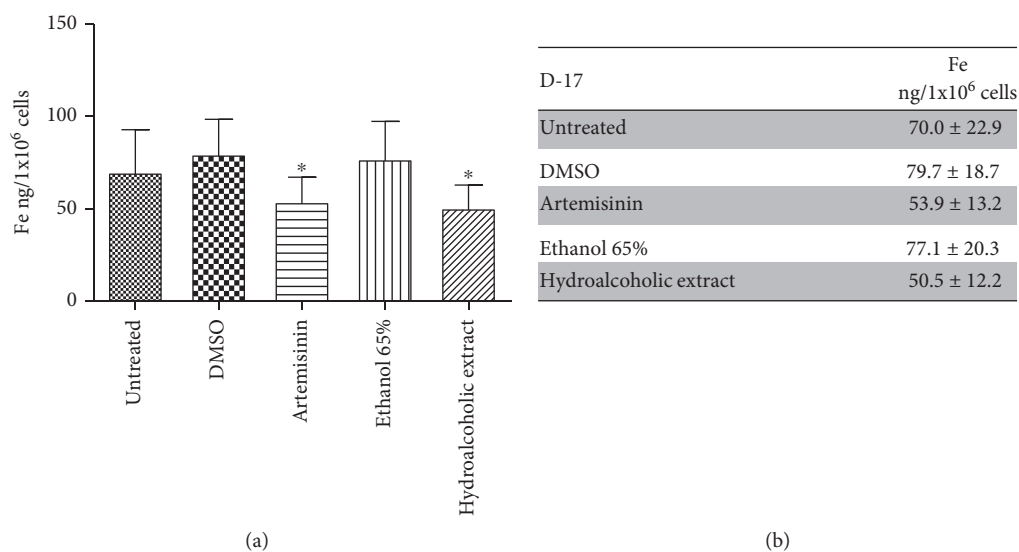 150
100
50
0
Fe ng/1x10⁶ cells
*
*
Untreated
DMSO
Artemisinin
Ethanol 65%
Hydroalcoholic extract
(a)
D-17
Fe
ng/1x10⁶ cells
Untreated 70.0 ± 22.9
DMSO 79.7 ± 18.7
Artemisinin 53.9 ± 13.2
Ethanol 65% 77.1 ± 20.3
Hydroalcoholic extract 50.5 ± 12.2
(b)